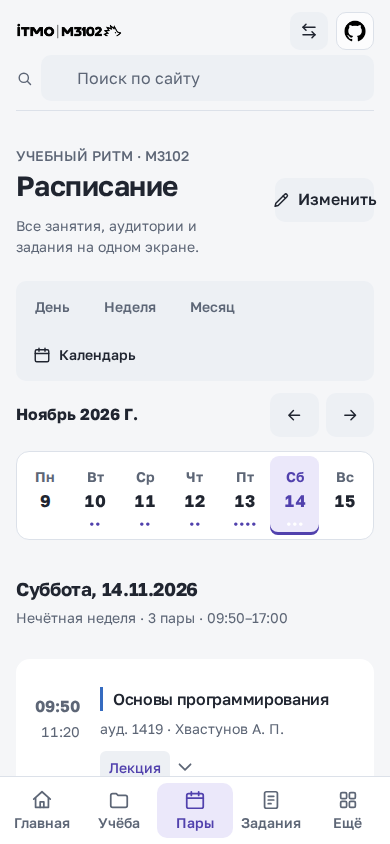 iTMO | M3102
Поиск по сайту
УЧЕБНЫЙ РИТМ · М3102
Расписание
Изменить
Все занятия, аудитории и
задания на одном экране.
День Неделя Месяц
Календарь
Ноябрь 2026 Г.
Пн Вт Ср Чт Пт Сб Вс
9 10 11 12 13 14 15
Суббота, 14.11.2026
Нечётная неделя · 3 пары · 09:50–17:00
09:50 Основы программирования
11:20 ауд. 1419 · Хвастунов А. П.
Лекция
Главная Учёба Пары Задания Ещё